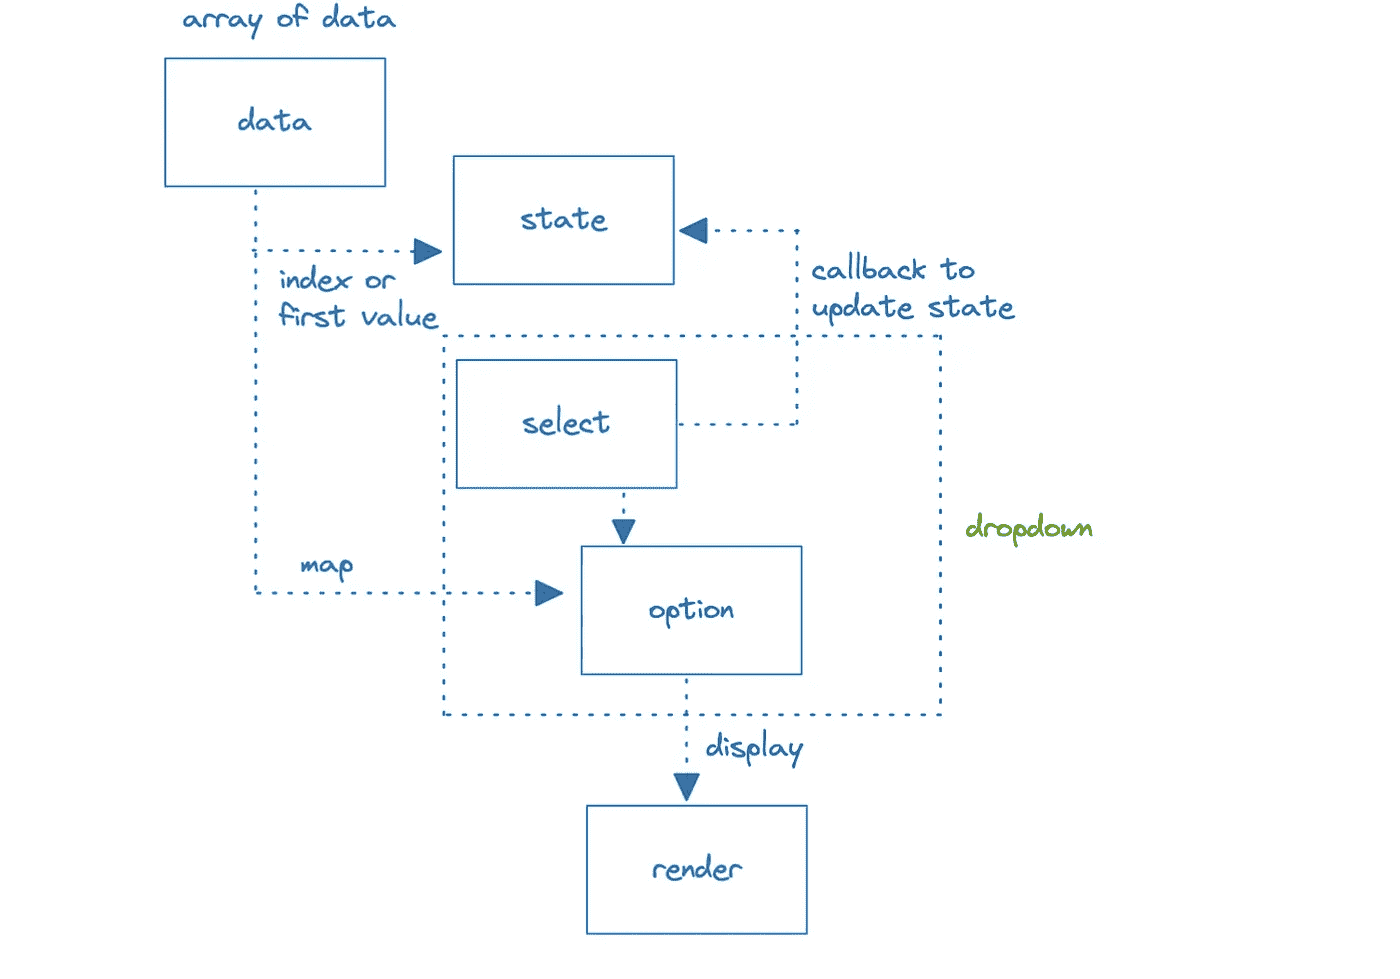 array of data
data
state
index or
first value
callback to
update state
select
dropdown
map
option
display
render